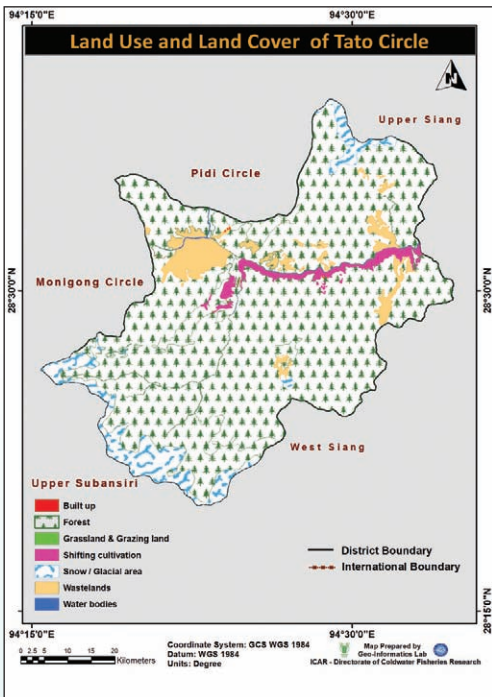 94°15'0"E 94°30'0"E
Land Use and Land Cover of Tato Circle
N
Upper Siang
Pidi Circle
Monigong Circle
28°30'0"N
28°30'0"N
West Siang
Upper Subansiri
Built up
Forest
Grassland & Grazing land
Shifting cultivation
Snow / Glacial area
Wastelands
Water bodies
District Boundary
International Boundary
28°15'0"N
94°15'0"E 94°30'0"E
0 2.5 5 10 15 20
Kilometers
Coordinate System: GCS WGS 1984
Datum: WGS 1984
Units: Degree
Map Prepared by
Geo-Informatics Lab
ICAR - Directorate of Coldwater Fisheries Research